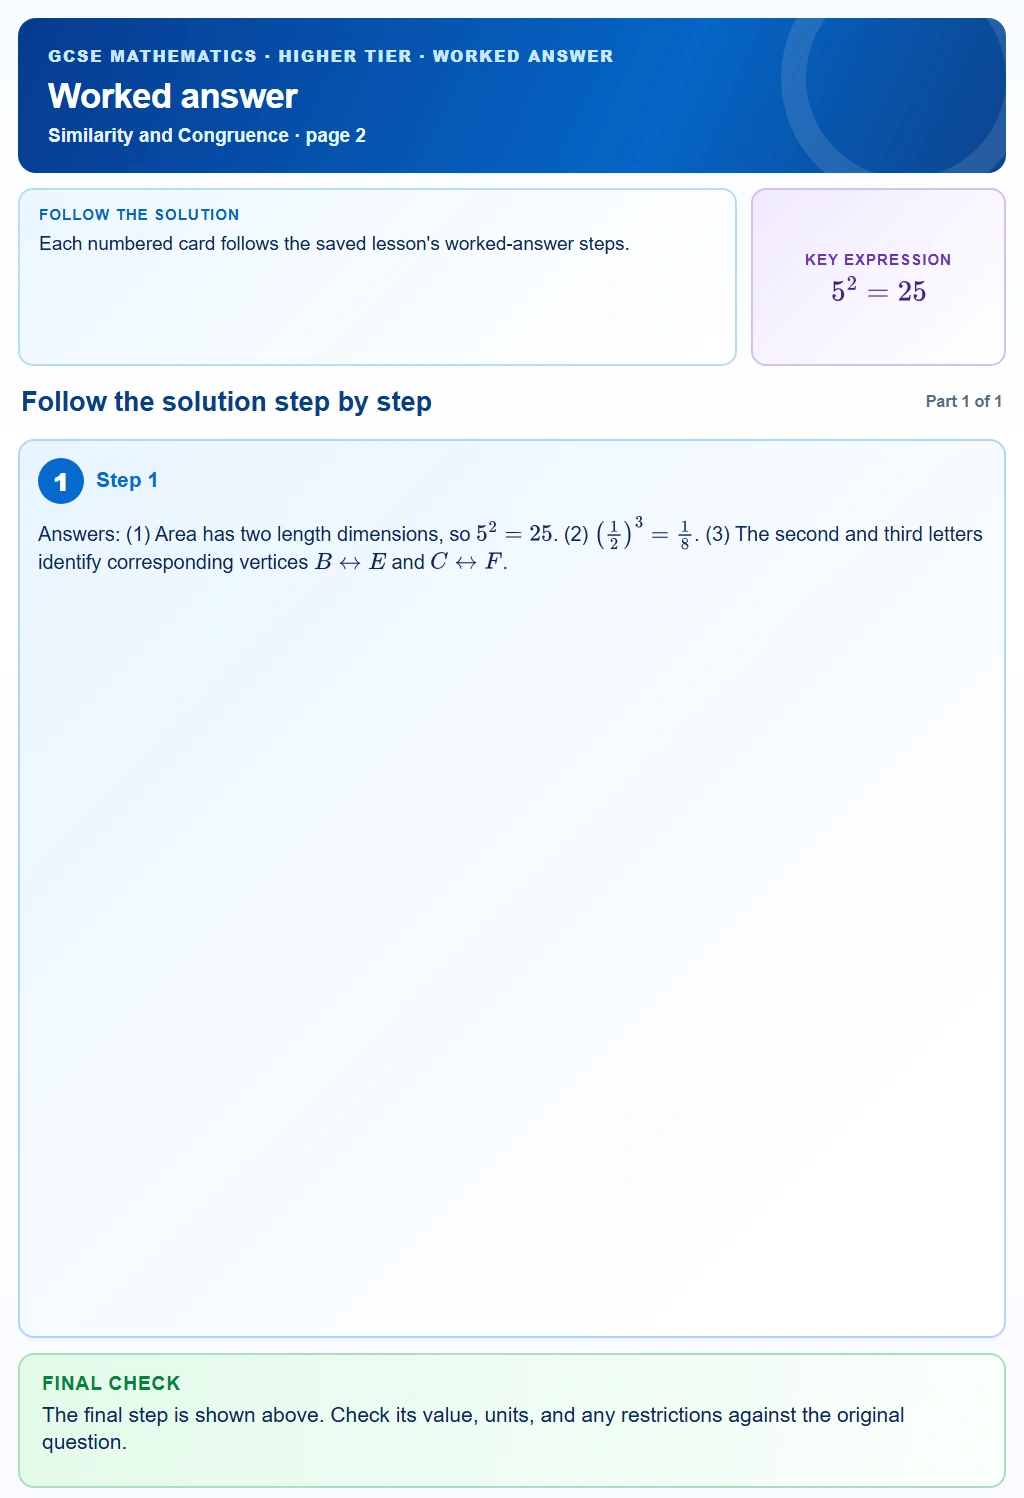 GCSE MATHEMATICS · HIGHER TIER · WORKED ANSWER
Worked answer
Similarity and Congruence · page 2
FOLLOW THE SOLUTION
Each numbered card follows the saved lesson's worked-answer steps.
KEY EXPRESSION
5² = 25
Follow the solution step by step
Part 1 of 1
1 Step 1
Answers: (1) Area has two length dimensions, so 5² = 25. (2) (1/2)³ = 1/8. (3) The second and third letters
identify corresponding vertices B ↔ E and C ↔ F.
FINAL CHECK
The final step is shown above. Check its value, units, and any restrictions against the original
question.